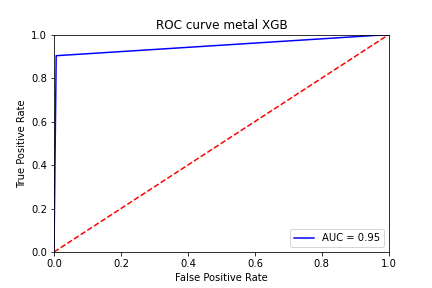 ROC curve metal XGB
1.0
0.8
0.6
0.4
0.2
0.0
True Positive Rate
AUC = 0.95
0.0 0.2 0.4 0.6 0.8 1.0
False Positive Rate